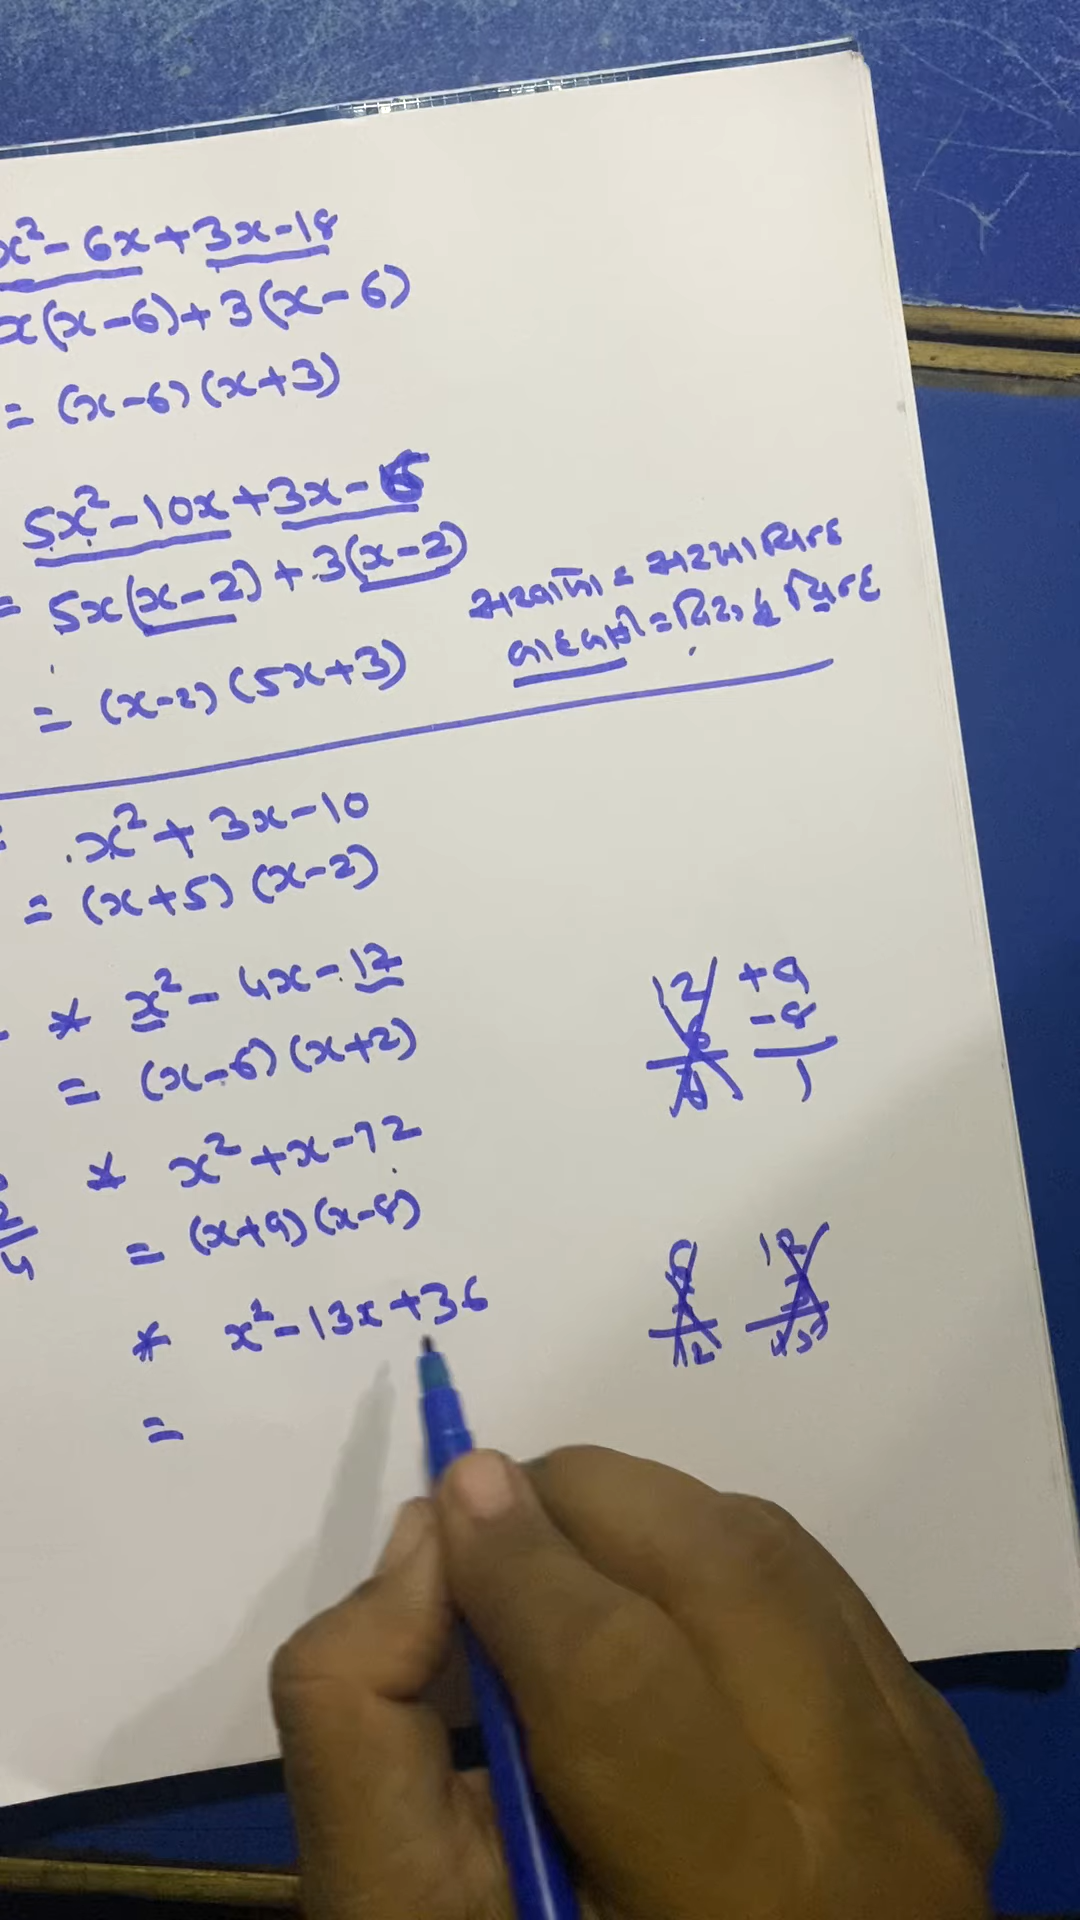 x² - 6x + 3x - 18
x(x-6) + 3(x-6)
= (x-6) (x+3)
5x² - 10x + 3x - 6
= 5x(x-2) + 3(x-2)
= (x-2) (5x+3)
x² + 3x - 10
= (x+5) (x-2)
* x² - 4x - 12
= (x-6) (x+2)
* x² + x - 72
= (x+9) (x-8)
* x² - 13x + 36
=
+9
-8
1
12